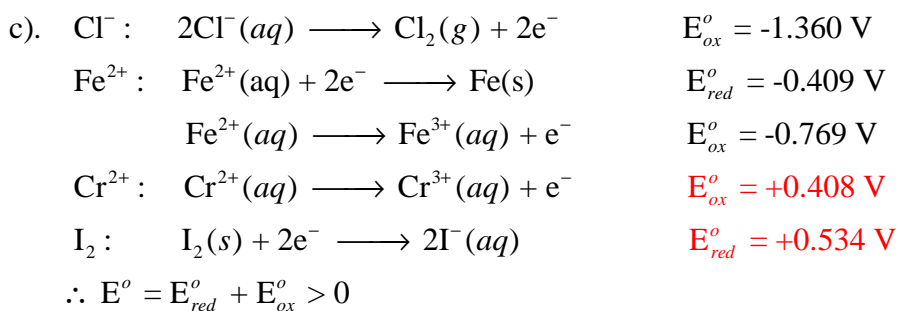 c). Cl⁻ : 2Cl⁻(aq) ⟶ Cl₂(g) + 2e⁻ E°ox = -1.360 V
Fe²⁺ : Fe²⁺(aq) + 2e⁻ ⟶ Fe(s) E°red = -0.409 V
Fe²⁺(aq) ⟶ Fe³⁺(aq) + e⁻ E°ox = -0.769 V
Cr²⁺ : Cr²⁺(aq) ⟶ Cr³⁺(aq) + e⁻ E°ox = +0.408 V
I₂ : I₂(s) + 2e⁻ ⟶ 2I⁻(aq) E°red = +0.534 V
∴ E° = E°red + E°ox > 0